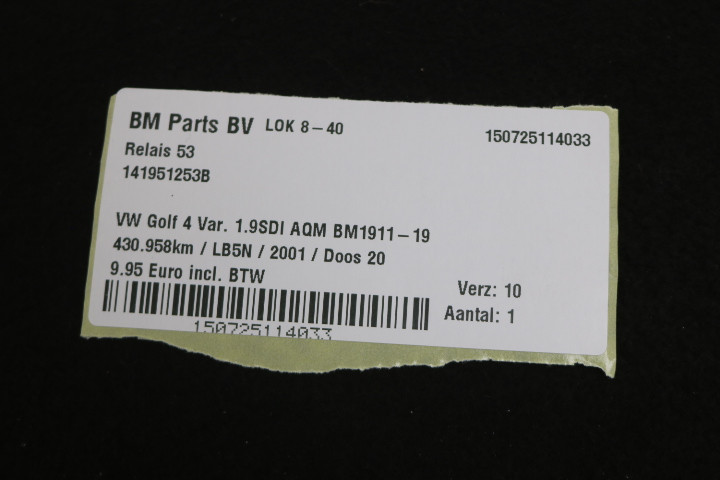 BM Parts BV LOK 8-40 150725114033
Relais 53
141951253B
VW Golf 4 Var. 1.9SDI AQM BM1911-19
430.958km / LB5N / 2001 / Doos 20
9.95 Euro incl. BTW
Verz: 10
Aantal: 1
150725114033